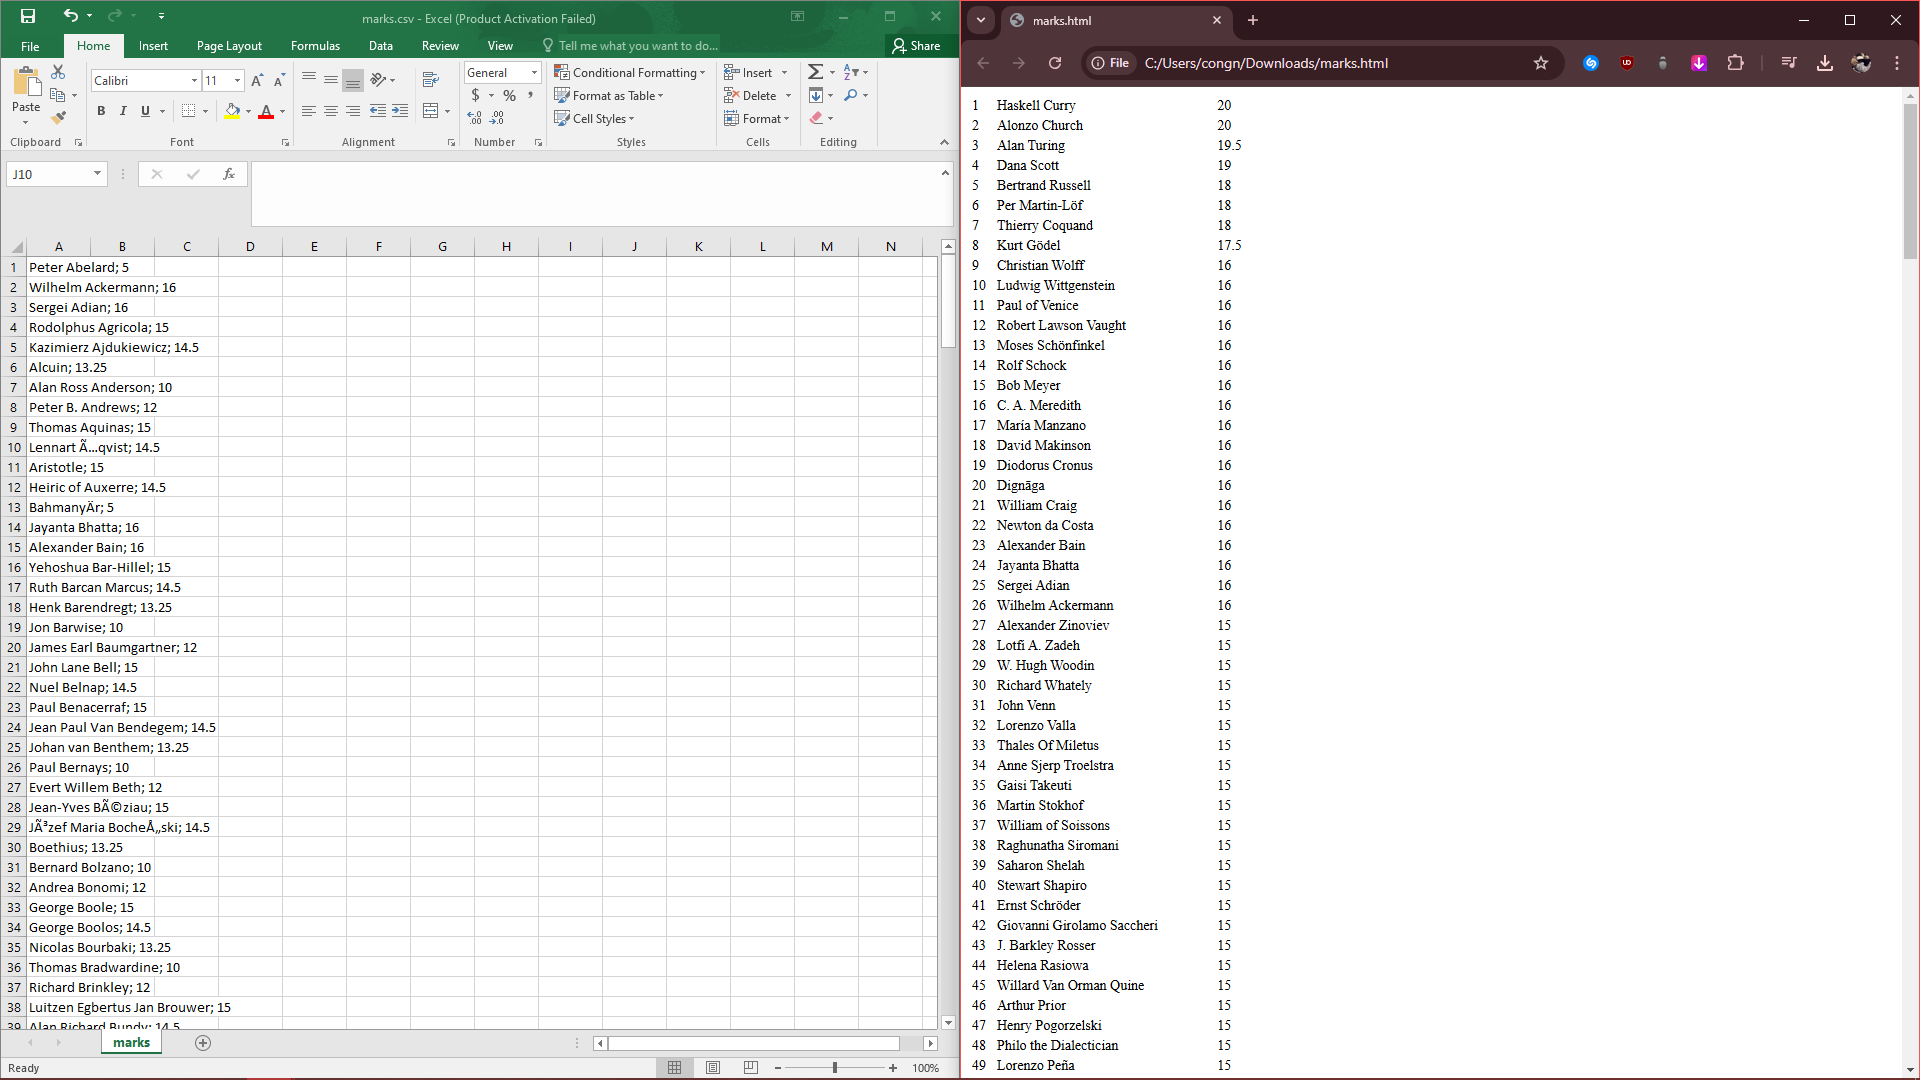 marks.csv - Excel (Product Activation Failed)
File Home Insert Page Layout Formulas Data Review View Tell me what you want to do... Share
Paste
Calibri 11
B I U
General
$ % ,
Conditional Formatting
Format as Table
Cell Styles
Insert
Delete
Format
Clipboard Font Alignment Number Styles Cells Editing
J10
fx
A B C D E F G H I J K L M N
1 Peter Abelard; 5
2 Wilhelm Ackermann; 16
3 Sergei Adian; 16
4 Rodolphus Agricola; 15
5 Kazimierz Ajdukiewicz; 14.5
6 Alcuin; 13.25
7 Alan Ross Anderson; 10
8 Peter B. Andrews; 12
9 Thomas Aquinas; 15
10 Lennart Ã…qvist; 14.5
11 Aristotle; 15
12 Heiric of Auxerre; 14.5
13 BahmanyÄr; 5
14 Jayanta Bhatta; 16
15 Alexander Bain; 16
16 Yehoshua Bar-Hillel; 15
17 Ruth Barcan Marcus; 14.5
18 Henk Barendregt; 13.25
19 Jon Barwise; 10
20 James Earl Baumgartner; 12
21 John Lane Bell; 15
22 Nuel Belnap; 14.5
23 Paul Benacerraf; 15
24 Jean Paul Van Bendegem; 14.5
25 Johan van Benthem; 13.25
26 Paul Bernays; 10
27 Evert Willem Beth; 12
28 Jean-Yves BÃ©ziau; 15
29 JÃ³zef Maria BocheÅ„ski; 14.5
30 Boethius; 13.25
31 Bernard Bolzano; 10
32 Andrea Bonomi; 12
33 George Boole; 15
34 George Boolos; 14.5
35 Nicolas Bourbaki; 13.25
36 Thomas Bradwardine; 10
37 Richard Brinkley; 12
38 Luitzen Egbertus Jan Brouwer; 15
39 Alan Richard Bundy; 14.5
marks
Ready
100%
marks.html
File C:/Users/congn/Downloads/marks.html
1 Haskell Curry 20
2 Alonzo Church 20
3 Alan Turing 19.5
4 Dana Scott 19
5 Bertrand Russell 18
6 Per Martin-Löf 18
7 Thierry Coquand 18
8 Kurt Gödel 17.5
9 Christian Wolff 16
10 Ludwig Wittgenstein 16
11 Paul of Venice 16
12 Robert Lawson Vaught 16
13 Moses Schönfinkel 16
14 Rolf Schock 16
15 Bob Meyer 16
16 C. A. Meredith 16
17 María Manzano 16
18 David Makinson 16
19 Diodorus Cronus 16
20 Dignāga 16
21 William Craig 16
22 Newton da Costa 16
23 Alexander Bain 16
24 Jayanta Bhatta 16
25 Sergei Adian 16
26 Wilhelm Ackermann 16
27 Alexander Zinoviev 15
28 Lotfi A. Zadeh 15
29 W. Hugh Woodin 15
30 Richard Whately 15
31 John Venn 15
32 Lorenzo Valla 15
33 Thales Of Miletus 15
34 Anne Sjerp Troelstra 15
35 Gaisi Takeuti 15
36 Martin Stokhof 15
37 William of Soissons 15
38 Raghunatha Siromani 15
39 Saharon Shelah 15
40 Stewart Shapiro 15
41 Ernst Schröder 15
42 Giovanni Girolamo Saccheri 15
43 J. Barkley Rosser 15
44 Helena Rasiowa 15
45 Willard Van Orman Quine 15
46 Arthur Prior 15
47 Henry Pogorzelski 15
48 Philo the Dialectician 15
49 Lorenzo Peña 15